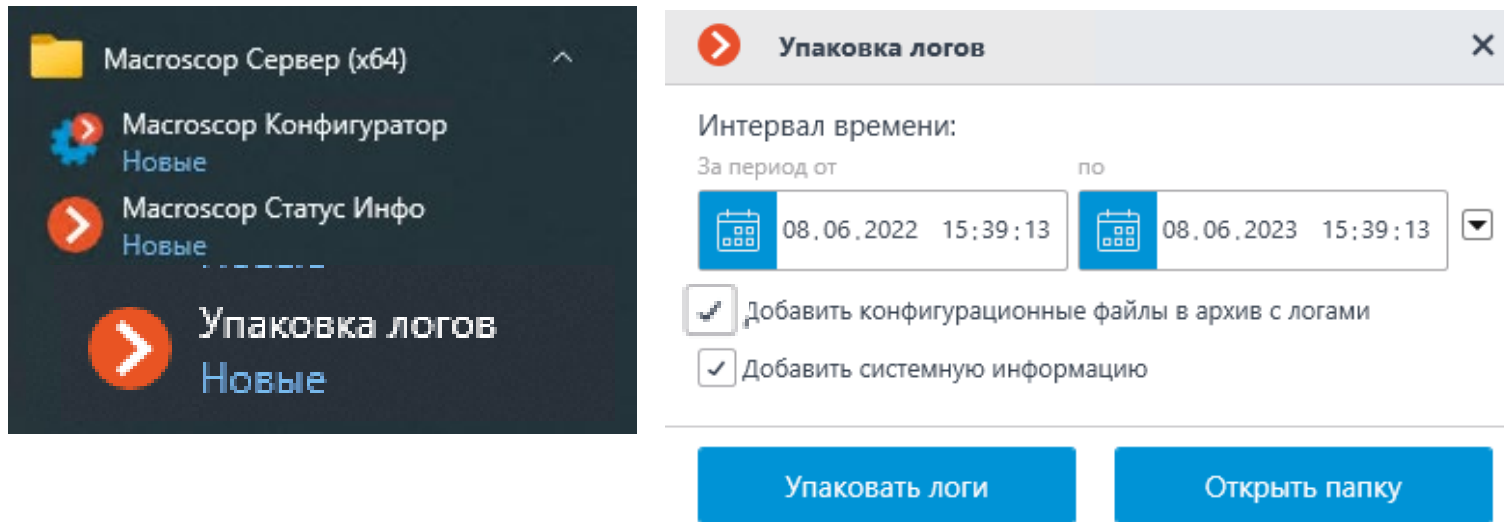 Macroscop Сервер (x64)
Macroscop Конфигуратор
Новые
Macroscop Статус Инфо
Новые
Упаковка логов
Новые
Упаковка логов
Интервал времени:
За период от
по
08.06.2022 15:39:13
08.06.2023 15:39:13
Добавить конфигурационные файлы в архив с логами
Добавить системную информацию
Упаковать логи
Открыть папку